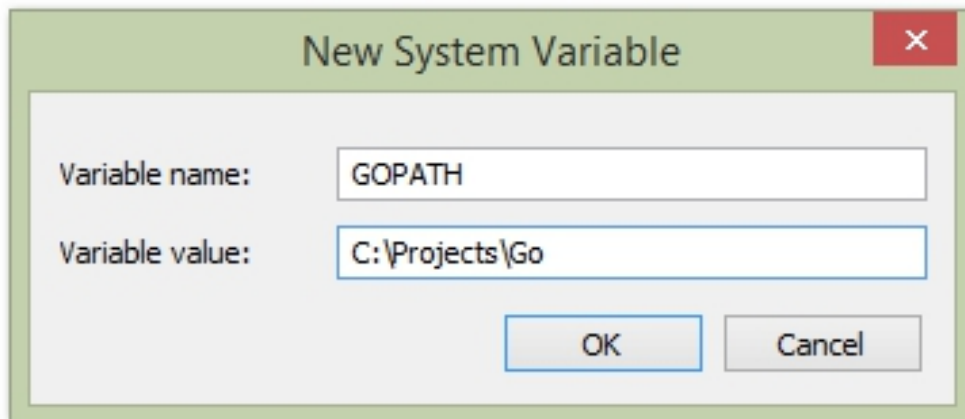 New System Variable
Variable name: GOPATH
Variable value: C:\Projects\Go
OK Cancel